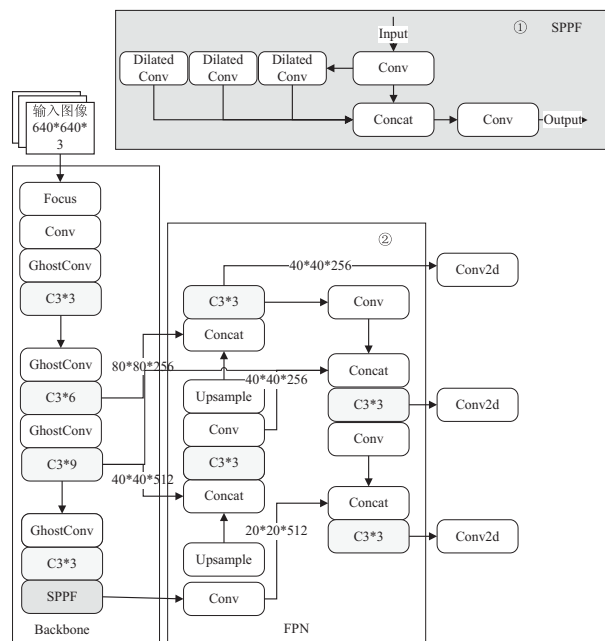 ① SPPF
Input
Dilated
Conv
Dilated
Conv
Dilated
Conv
Conv
Concat
Conv
Output
输入图像
640*640*
3
Focus
Conv
GhostConv
C3*3
GhostConv
C3*6
GhostConv
C3*9
GhostConv
C3*3
SPPF
Backbone
②
40*40*256
Conv2d
C3*3
Concat
Conv
80*80*256
40*40*256
Upsample
Conv
C3*3
Concat
40*40*512
Upsample
Conv
20*20*512
Concat
C3*3
Conv
Conv2d
Concat
C3*3
Conv2d
FPN